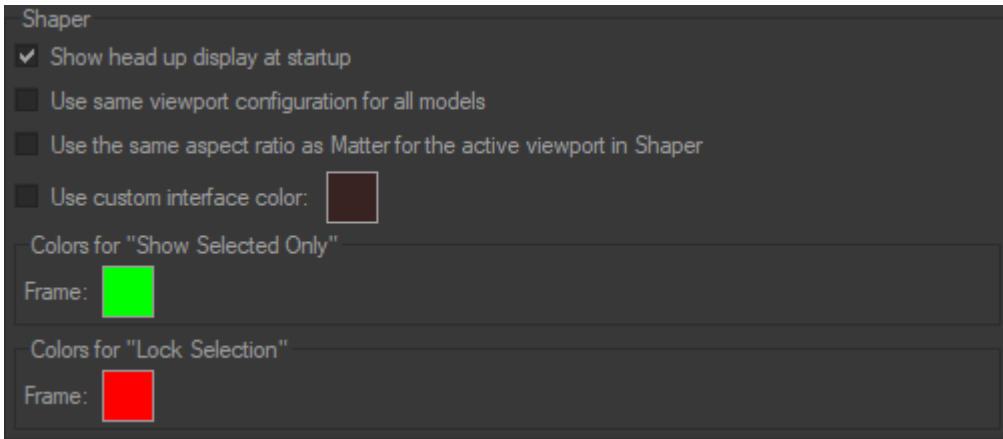 Shaper
Show head up display at startup
Use same viewport configuration for all models
Use the same aspect ratio as Matter for the active viewport in Shaper
Use custom interface color:
Colors for "Show Selected Only"
Frame:
Colors for "Lock Selection"
Frame: